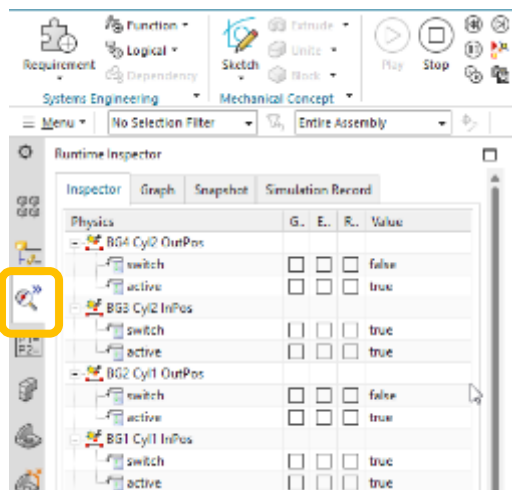 Function
Logical
Dependency
Requirement
Sketch
Extrude
Unite
Block
Play
Stop
Systems Engineering
Mechanical Concept
Menu
No Selection Filter
Entire Assembly
Runtime Inspector
Inspector Graph Snapshot Simulation Record
Physics G.. E.. R.. Value
BG4 Cyl2 OutPos
switch false
active true
BG3 Cyl2 InPos
switch true
active true
BG2 Cyl1 OutPos
switch false
active true
BG1 Cyl1 InPos
switch true
active true